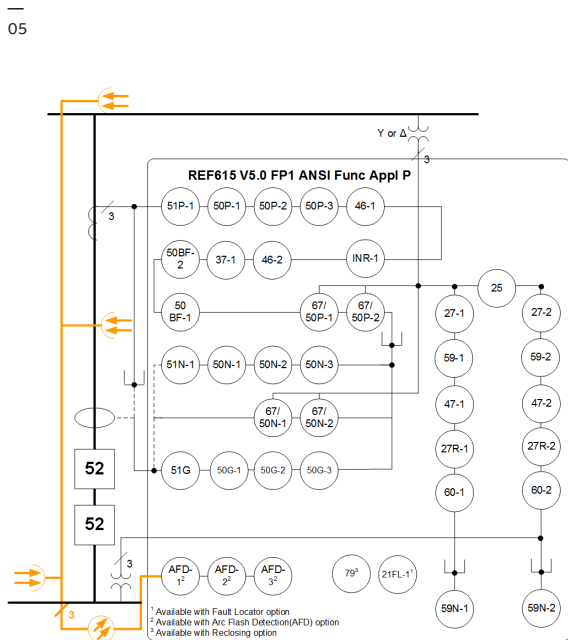 05
Y or Δ
3
REF615 V5.0 FP1 ANSI Func Appl P
3
51P-1 50P-1 50P-2 50P-3 46-1
50BF-2 37-1 46-2 INR-1
25
50 BF-1 67/50P-1 67/50P-2 27-1 27-2
51N-1 50N-1 50N-2 50N-3 59-1 59-2
67/50N-1 67/50N-2 47-1 47-2
27R-1 27R-2
52 51G 50G-1 50G-2 50G-3
60-1 60-2
52
3
AFD-1² AFD-2² AFD-3² 79³ 21FL-1¹
3
59N-1 59N-2
¹ Available with Fault Locator option
² Available with Arc Flash Detection(AFD) option
³ Available with Reclosing option